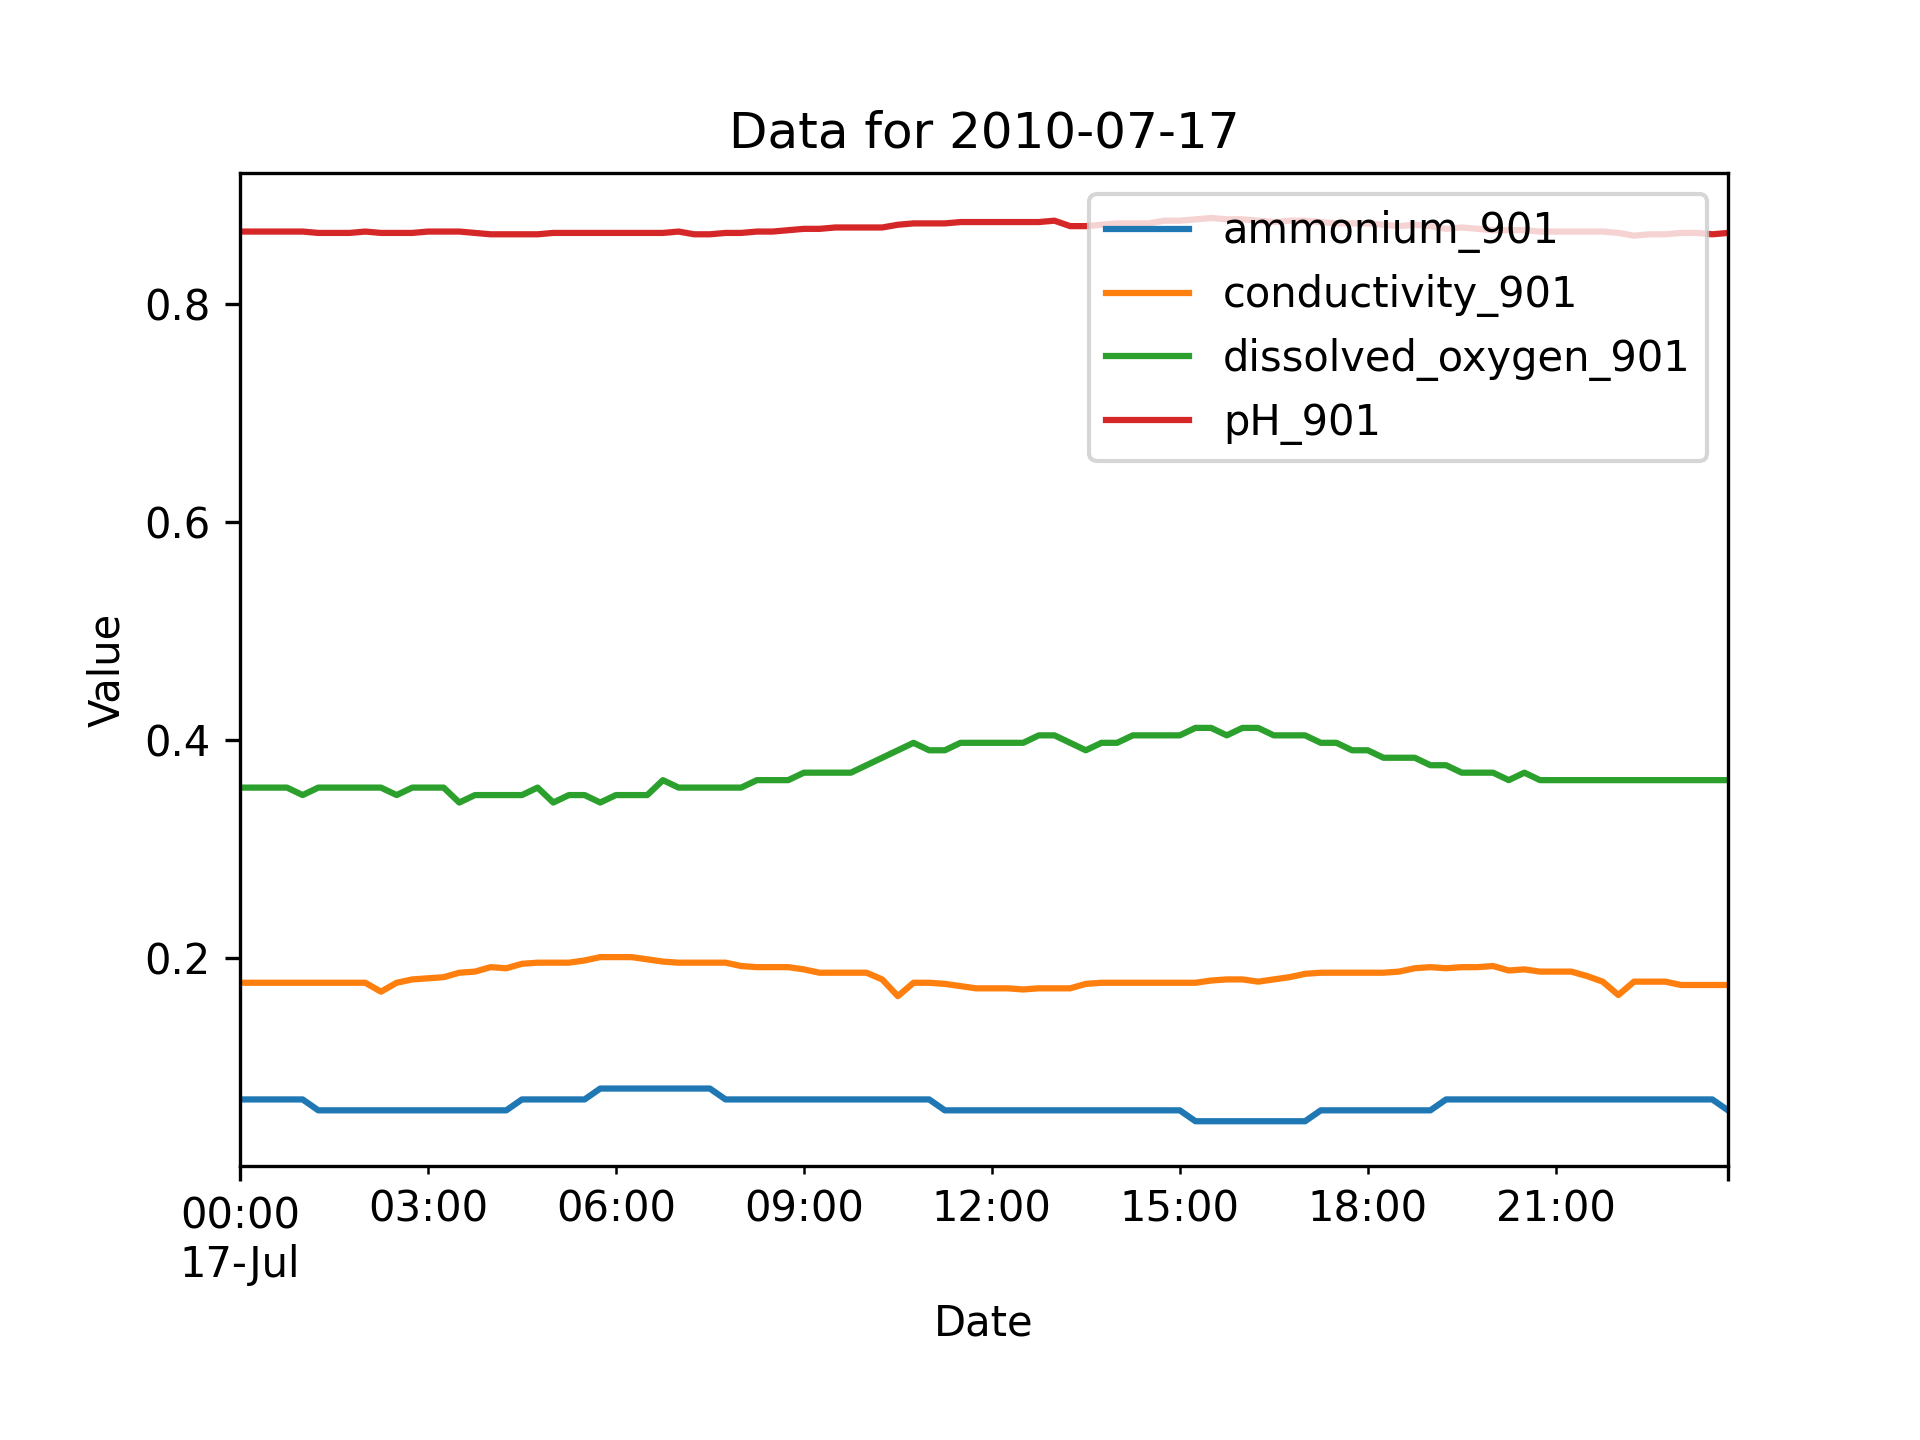 Data for 2010-07-17
ammonium_901
conductivity_901
dissolved_oxygen_901
pH_901
0.8
0.6
0.4
0.2
Value
00:00
17-Jul
03:00
06:00
09:00
12:00
15:00
18:00
21:00
Date